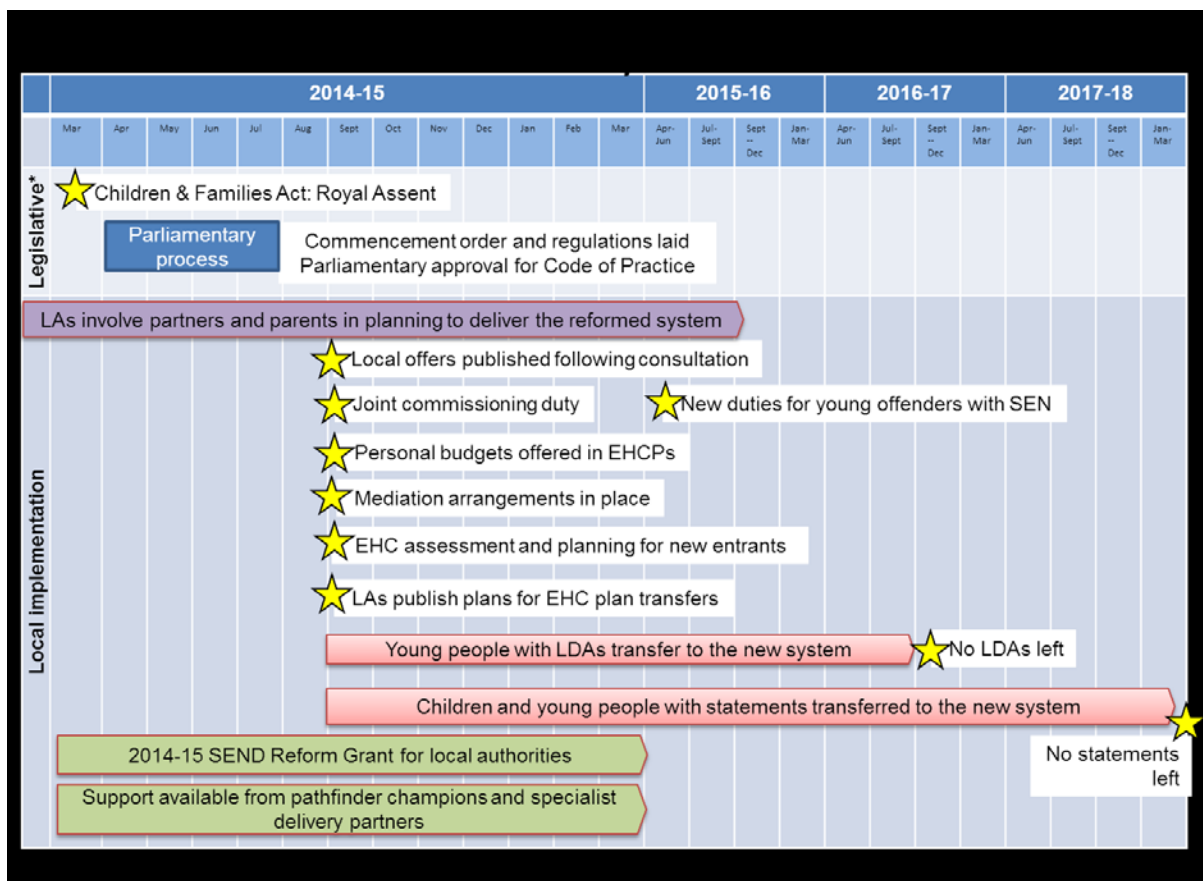 2014-15
2015-16
2016-17
2017-18
Mar
Apr
May
Jun
Jul
Aug
Sept
Oct
Nov
Dec
Jan
Feb
Mar
Apr-
Jun
Jul-
Sept
Sept
--
Dec
Jan-
Mar
Apr-
Jun
Jul-
Sept
Sept
--
Dec
Jan-
Mar
Apr-
Jun
Jul-
Sept
Sept
--
Dec
Jan-
Mar
Legislative*
Children & Families Act: Royal Assent
Parliamentary
process
Commencement order and regulations laid
Parliamentary approval for Code of Practice
Local implementation
LAs involve partners and parents in planning to deliver the reformed system
Local offers published following consultation
Joint commissioning duty
New duties for young offenders with SEN
Personal budgets offered in EHCPs
Mediation arrangements in place
EHC assessment and planning for new entrants
LAs publish plans for EHC plan transfers
Young people with LDAs transfer to the new system
No LDAs left
Children and young people with statements transferred to the new system
No statements
left
2014-15 SEND Reform Grant for local authorities
Support available from pathfinder champions and specialist
delivery partners